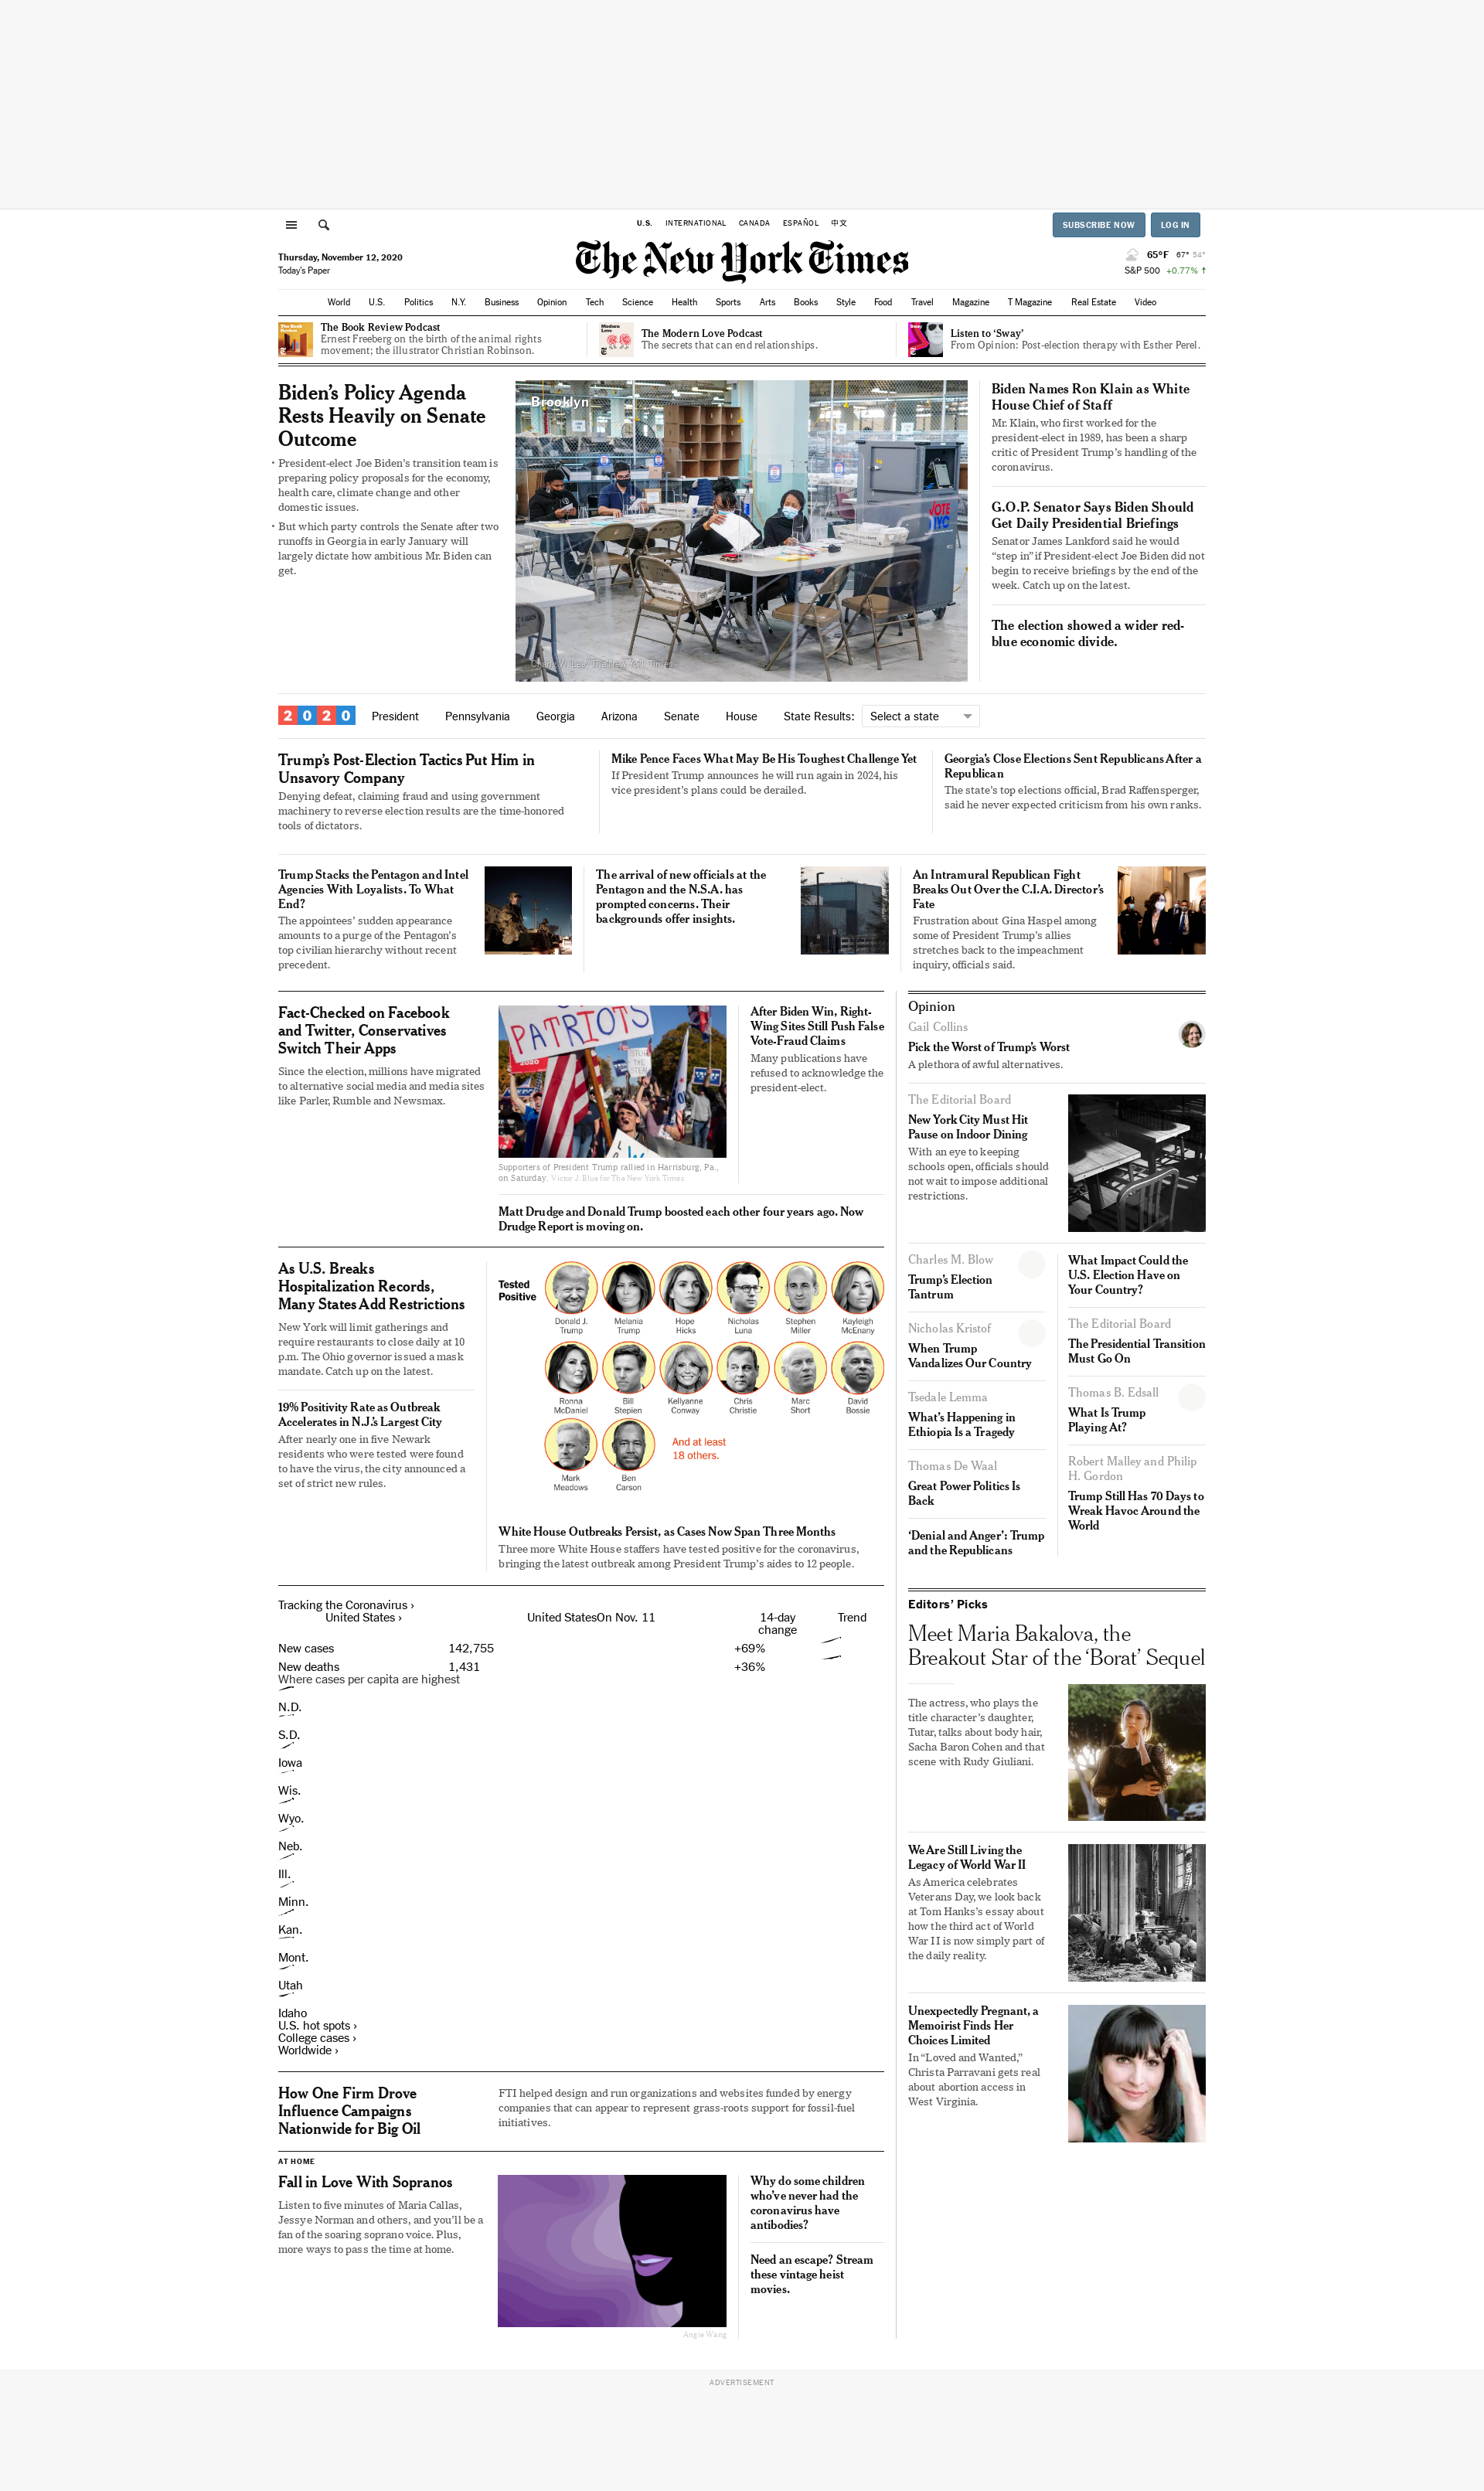 U.S. INTERNATIONAL CANADA ESPAÑOL 中文
SUBSCRIBE NOW LOG IN
Thursday, November 12, 2020
Today's Paper
The New York Times
65°F 67° 54°
S&P 500 +0.77% ↑
World U.S. Politics N.Y. Business Opinion Tech Science Health Sports Arts Books Style Food Travel Magazine T Magazine Real Estate Video
The Book Review Podcast
Ernest Freeberg on the birth of the animal rights
movement; the illustrator Christian Robinson.
The Modern Love Podcast
The secrets that can end relationships.
Listen to ‘Sway’
From Opinion: Post-election therapy with Esther Perel.
Biden’s Policy Agenda
Rests Heavily on Senate
Outcome
• President-elect Joe Biden’s transition team is
preparing policy proposals for the economy,
health care, climate change and other
domestic issues.
• But which party controls the Senate after two
runoffs in Georgia in early January will
largely dictate how ambitious Mr. Biden can
get.
Brooklyn
VOTE
NYC
Chang W. Lee/The New York Times
Biden Names Ron Klain as White
House Chief of Staff
Mr. Klain, who first worked for the
president-elect in 1989, has been a sharp
critic of President Trump’s handling of the
coronavirus.
G.O.P. Senator Says Biden Should
Get Daily Presidential Briefings
Senator James Lankford said he would
“step in” if President-elect Joe Biden did not
begin to receive briefings by the end of the
week. Catch up on the latest.
The election showed a wider red-
blue economic divide.
2020 President Pennsylvania Georgia Arizona Senate House State Results: Select a state
Trump’s Post-Election Tactics Put Him in
Unsavory Company
Denying defeat, claiming fraud and using government
machinery to reverse election results are the time-honored
tools of dictators.
Mike Pence Faces What May Be His Toughest Challenge Yet
If President Trump announces he will run again in 2024, his
vice president’s plans could be derailed.
Georgia’s Close Elections Sent Republicans After a
Republican
The state’s top elections official, Brad Raffensperger,
said he never expected criticism from his own ranks.
Trump Stacks the Pentagon and Intel
Agencies With Loyalists. To What
End?
The appointees’ sudden appearance
amounts to a purge of the Pentagon’s
top civilian hierarchy without recent
precedent.
The arrival of new officials at the
Pentagon and the N.S.A. has
prompted concerns. Their
backgrounds offer insights.
An Intramural Republican Fight
Breaks Out Over the C.I.A. Director’s
Fate
Frustration about Gina Haspel among
some of President Trump’s allies
stretches back to the impeachment
inquiry, officials said.
Fact-Checked on Facebook
and Twitter, Conservatives
Switch Their Apps
Since the election, millions have migrated
to alternative social media and media sites
like Parler, Rumble and Newsmax.
PATRIOTS
Supporters of President Trump rallied in Harrisburg, Pa.,
on Saturday. Victor J. Blue for The New York Times
After Biden Win, Right-
Wing Sites Still Push False
Vote-Fraud Claims
Many publications have
refused to acknowledge the
president-elect.
Matt Drudge and Donald Trump boosted each other four years ago. Now
Drudge Report is moving on.
As U.S. Breaks
Hospitalization Records,
Many States Add Restrictions
New York will limit gatherings and
require restaurants to close daily at 10
p.m. The Ohio governor issued a mask
mandate. Catch up on the latest.
19% Positivity Rate as Outbreak
Accelerates in N.J.’s Largest City
After nearly one in five Newark
residents who were tested were found
to have the virus, the city announced a
set of strict new rules.
Tested
Positive
Donald J.
Trump
Melania
Trump
Hope
Hicks
Nicholas
Luna
Stephen
Miller
Kayleigh
McEnany
Ronna
McDaniel
Bill
Stepien
Kellyanne
Conway
Chris
Christie
Marc
Short
David
Bossie
Mark
Meadows
Ben
Carson
And at least
18 others.
White House Outbreaks Persist, as Cases Now Span Three Months
Three more White House staffers have tested positive for the coronavirus,
bringing the latest outbreak among President Trump’s aides to 12 people.
Tracking the Coronavirus ›
United States › United StatesOn Nov. 11 14-day
change Trend
New cases 142,755 +69%
New deaths 1,431 +36%
Where cases per capita are highest
N.D.
S.D.
Iowa
Wis.
Wyo.
Neb.
Ill.
Minn.
Kan.
Mont.
Utah
Idaho
U.S. hot spots ›
College cases ›
Worldwide ›
How One Firm Drove
Influence Campaigns
Nationwide for Big Oil
FTI helped design and run organizations and websites funded by energy
companies that can appear to represent grass-roots support for fossil-fuel
initiatives.
AT HOME
Fall in Love With Sopranos
Listen to five minutes of Maria Callas,
Jessye Norman and others, and you’ll be a
fan of the soaring soprano voice. Plus,
more ways to pass the time at home.
Angie Wang
Why do some children
who’ve never had the
coronavirus have
antibodies?
Need an escape? Stream
these vintage heist
movies.
Opinion
Gail Collins
Pick the Worst of Trump’s Worst
A plethora of awful alternatives.
The Editorial Board
New York City Must Hit
Pause on Indoor Dining
With an eye to keeping
schools open, officials should
not wait to impose additional
restrictions.
Charles M. Blow
Trump’s Election
Tantrum
Nicholas Kristof
When Trump
Vandalizes Our Country
Tsedale Lemma
What’s Happening in
Ethiopia Is a Tragedy
Thomas De Waal
Great Power Politics Is
Back
‘Denial and Anger’: Trump
and the Republicans
What Impact Could the
U.S. Election Have on
Your Country?
The Editorial Board
The Presidential Transition
Must Go On
Thomas B. Edsall
What Is Trump
Playing At?
Robert Malley and Philip
H. Gordon
Trump Still Has 70 Days to
Wreak Havoc Around the
World
Editors’ Picks
Meet Maria Bakalova, the
Breakout Star of the ‘Borat’ Sequel
The actress, who plays the
title character’s daughter,
Tutar, talks about body hair,
Sacha Baron Cohen and that
scene with Rudy Giuliani.
We Are Still Living the
Legacy of World War II
As America celebrates
Veterans Day, we look back
at Tom Hanks’s essay about
how the third act of World
War II is now simply part of
the daily reality.
Unexpectedly Pregnant, a
Memoirist Finds Her
Choices Limited
In “Loved and Wanted,”
Christa Parravani gets real
about abortion access in
West Virginia.
ADVERTISEMENT